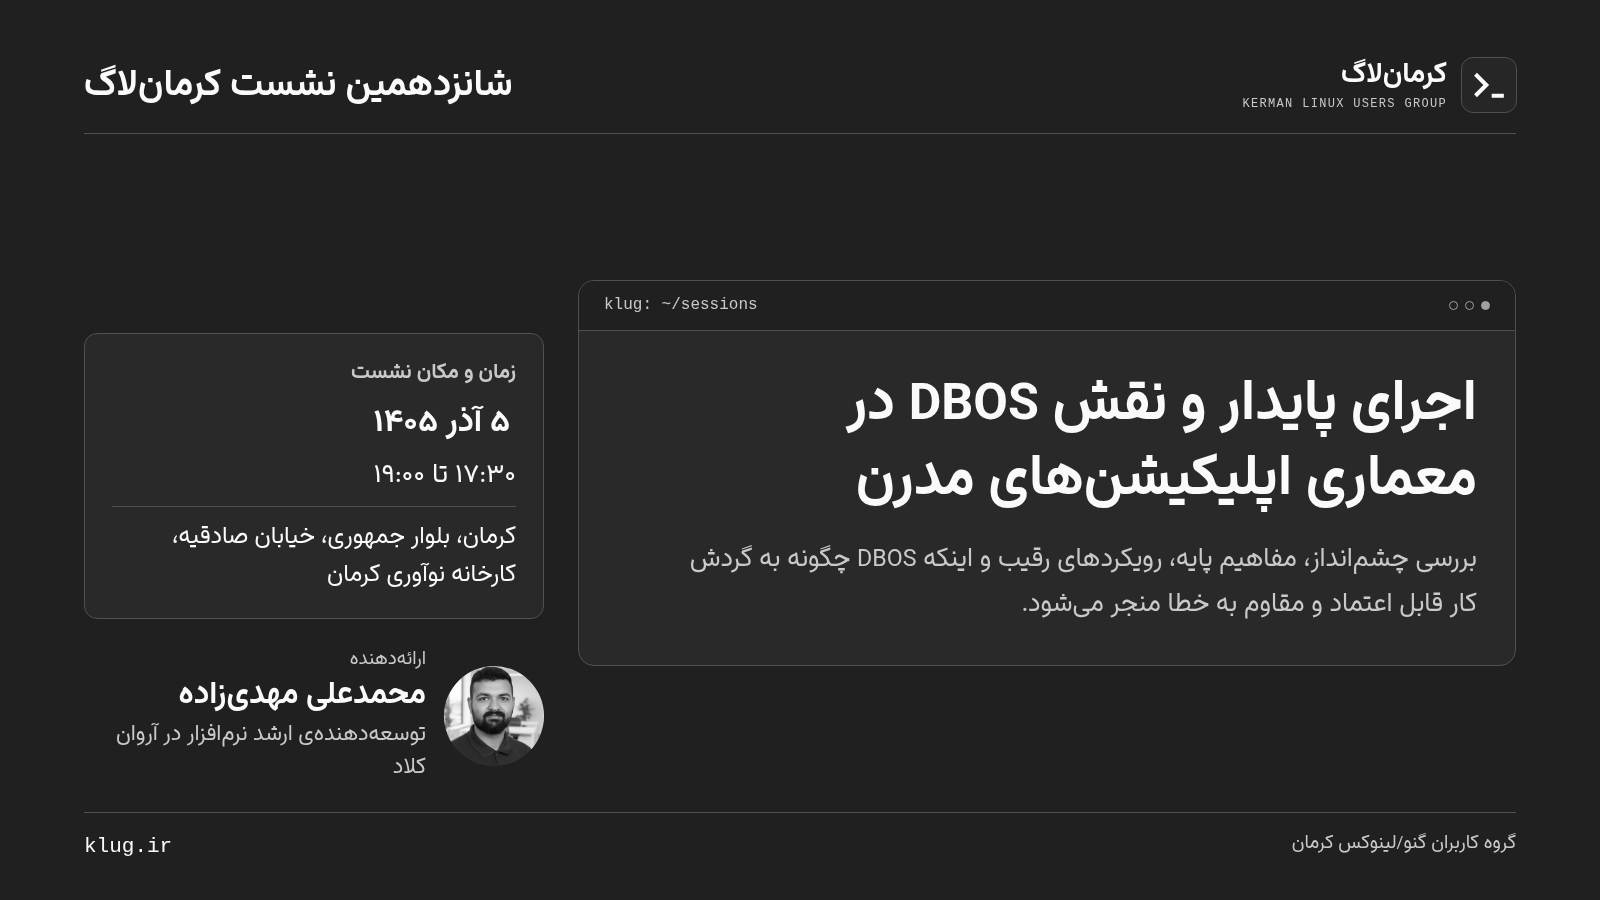 کرمان‌لاگ
KERMAN LINUX USERS GROUP
شانزدهمین نشست کرمان‌لاگ
klug: ~/sessions
اجرای پایدار و نقش DBOS در
معماری اپلیکیشن‌های مدرن
بررسی چشم‌انداز، مفاهیم پایه، رویکردهای رقیب و اینکه DBOS چگونه به گردش
کار قابل اعتماد و مقاوم به خطا منجر می‌شود.
زمان و مکان نشست
۵ آذر ۱۴۰۵
۱۷:۳۰ تا ۱۹:۰۰
کرمان، بلوار جمهوری، خیابان صادقیه،
کارخانه نوآوری کرمان
ارائه‌دهنده
محمدعلی مهدی‌زاده
توسعه‌دهنده‌ی ارشد نرم‌افزار در آروان
کلاد
گروه کاربران گنو/لینوکس کرمان
klug.ir